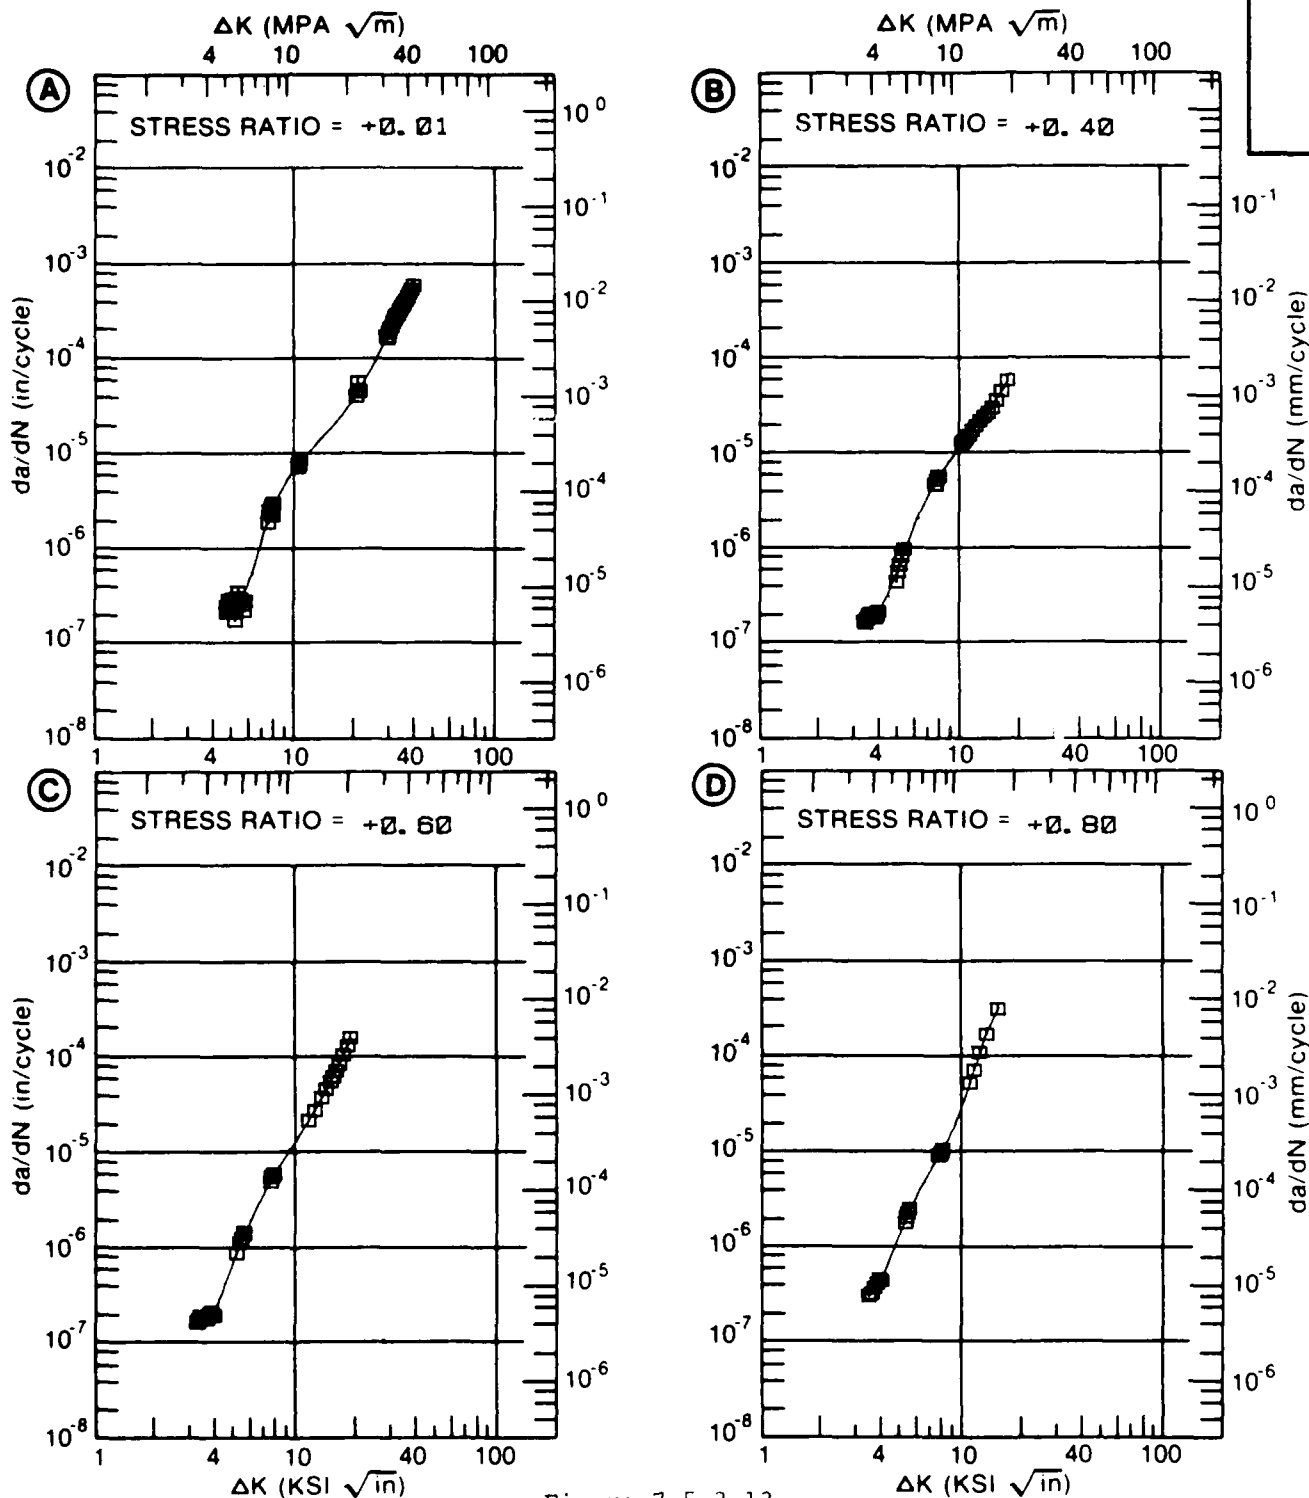 ΔK (MPA √m)
4 10 40 100
A
STRESS RATIO = +0.01
10^0
10^-2
10^-1
10^-3
10^-2
10^-4
10^-3
10^-5
10^-4
10^-6
10^-5
10^-7
10^-6
10^-8
da/dN (in/cycle)
1 4 10 40 100
ΔK (MPA √m)
4 10 40 100
B
STRESS RATIO = +0.40
10^-2
10^-1
10^-3
10^-2
10^-4
10^-3
10^-5
10^-4
10^-6
10^-5
10^-7
10^-6
10^-8
da/dN (mm/cycle)
1 4 10 40 100
C
STRESS RATIO = +0.60
10^0
10^-2
10^-1
10^-3
10^-2
10^-4
10^-3
10^-5
10^-4
10^-6
10^-5
10^-7
10^-6
10^-8
da/dN (in/cycle)
1 4 10 40 100
ΔK (KSI √in)
D
STRESS RATIO = +0.80
10^0
10^-2
10^-1
10^-3
10^-2
10^-4
10^-3
10^-5
10^-4
10^-6
10^-5
10^-7
10^-6
10^-8
da/dN (mm/cycle)
1 4 10 40 100
ΔK (KSI √in)